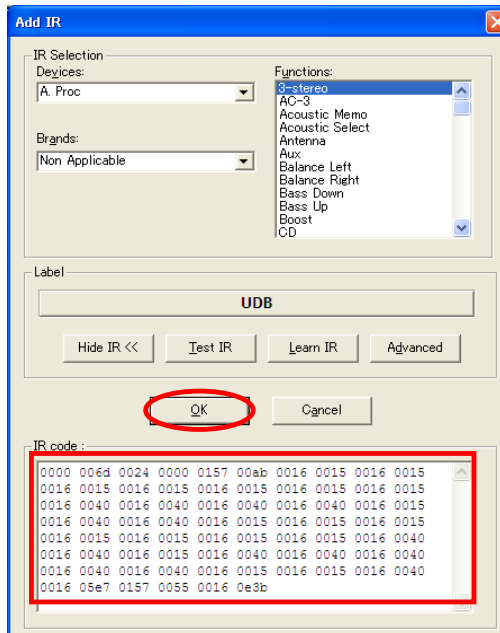 Add IR
IR Selection
Devices:
A. Proc
Brands:
Non Applicable
Functions:
3-stereo
AC-3
Acoustic Memo
Acoustic Select
Antenna
Aux
Balance Left
Balance Right
Bass Down
Bass Up
Boost
CD
Label
UDB
Hide IR <<
Test IR
Learn IR
Advanced
OK
Cancel
IR code :
0000 006d 0024 0000 0157 00ab 0016 0015 0016 0015
0016 0015 0016 0015 0016 0015 0016 0015 0016 0015
0016 0040 0016 0040 0016 0040 0016 0040 0016 0015
0016 0040 0016 0040 0016 0015 0016 0015 0016 0015
0016 0015 0016 0015 0016 0015 0016 0015 0016 0040
0016 0040 0016 0015 0016 0040 0016 0040 0016 0040
0016 0040 0016 0040 0016 0015 0016 0015 0016 0040
0016 05e7 0157 0055 0016 0e3b